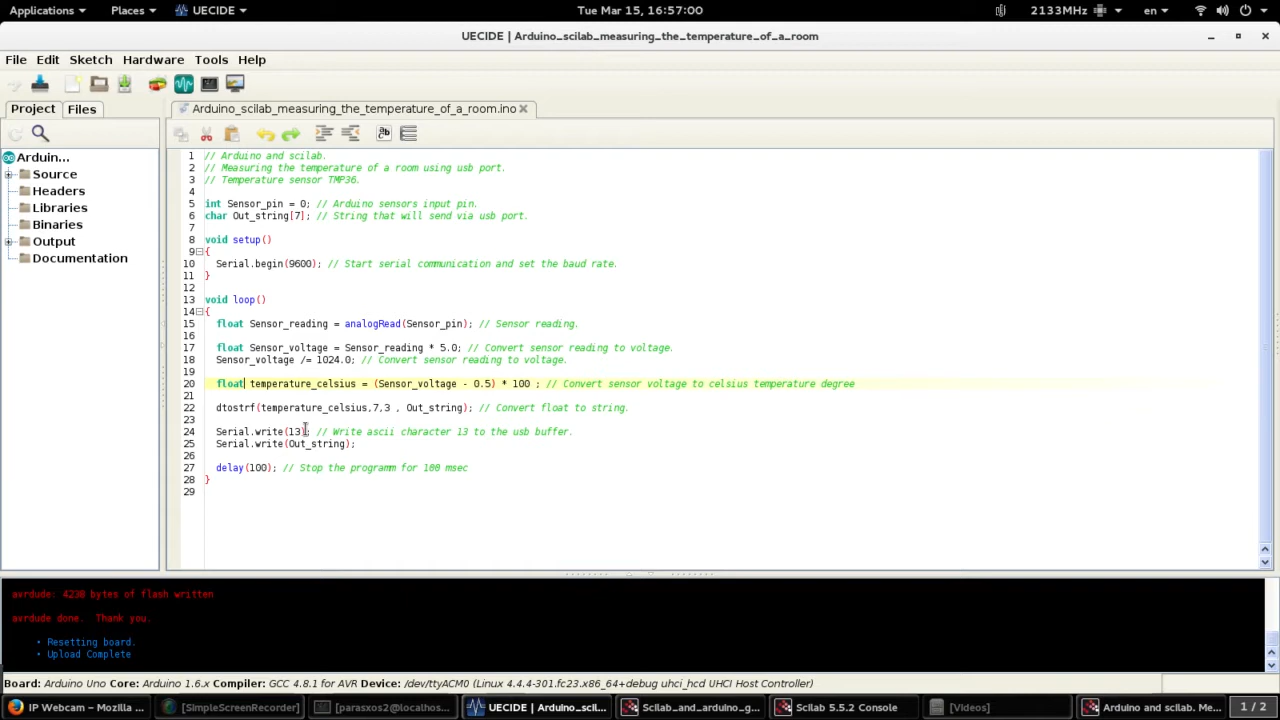 Applications Places UECIDE Tue Mar 15, 16:57:00 2133MHz en
UECIDE | Arduino_scilab_measuring_the_temperature_of_a_room
File Edit Sketch Hardware Tools Help
Project Files Arduino_scilab_measuring_the_temperature_of_a_room.ino
Arduin...
Source
Headers
Libraries
Binaries
Output
Documentation
1 // Arduino and scilab.
2 // Measuring the temperature of a room using usb port.
3 // Temperature sensor TMP36.
4
5 int Sensor_pin = 0; // Arduino sensors input pin.
6 char Out_string[7]; // String that will send via usb port.
7
8 void setup()
9 {
10 Serial.begin(9600); // Start serial communication and set the baud rate.
11 }
12
13 void loop()
14 {
15 float Sensor_reading = analogRead(Sensor_pin); // Sensor reading.
16
17 float Sensor_voltage = Sensor_reading * 5.0; // Convert sensor reading to voltage.
18 Sensor_voltage /= 1024.0; // Convert sensor reading to voltage.
19
20 float temperature_celsius = (Sensor_voltage - 0.5) * 100 ; // Convert sensor voltage to celsius temperature degree
21
22 dtostrf(temperature_celsius,7,3 , Out_string); // Convert float to string.
23
24 Serial.write(13); // Write ascii character 13 to the usb buffer.
25 Serial.write(Out_string);
26
27 delay(100); // Stop the programm for 100 msec
28 }
29
avrdude: 4238 bytes of flash written
avrdude done. Thank you.
• Resetting board.
• Upload Complete
Board: Arduino Uno Core: Arduino 1.6.x Compiler: GCC 4.8.1 for AVR Device: /dev/ttyACM0 (Linux 4.4.4-301.fc23.x86_64+debug uhci_hcd UHCI Host Controller)
IP Webcam – Mozilla ... [SimpleScreenRecorder] [parasxos2@localhos... UECIDE | Arduino_scil... Scilab_and_arduino_g... Scilab 5.5.2 Console [Videos] Arduino and scilab. Me... 1 / 2